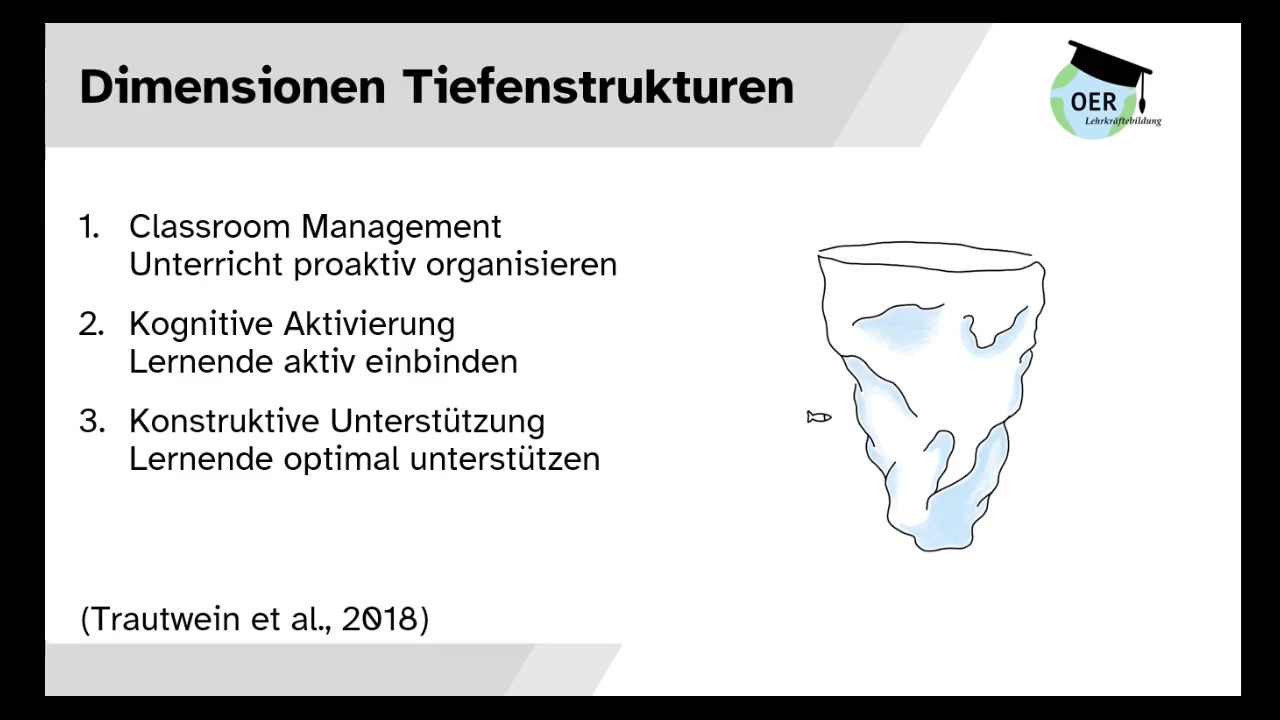 Dimensionen Tiefenstrukturen
OER
Lehrkräftebildung
1. Classroom Management
Unterricht proaktiv organisieren
2. Kognitive Aktivierung
Lernende aktiv einbinden
3. Konstruktive Unterstützung
Lernende optimal unterstützen
(Trautwein et al., 2018)